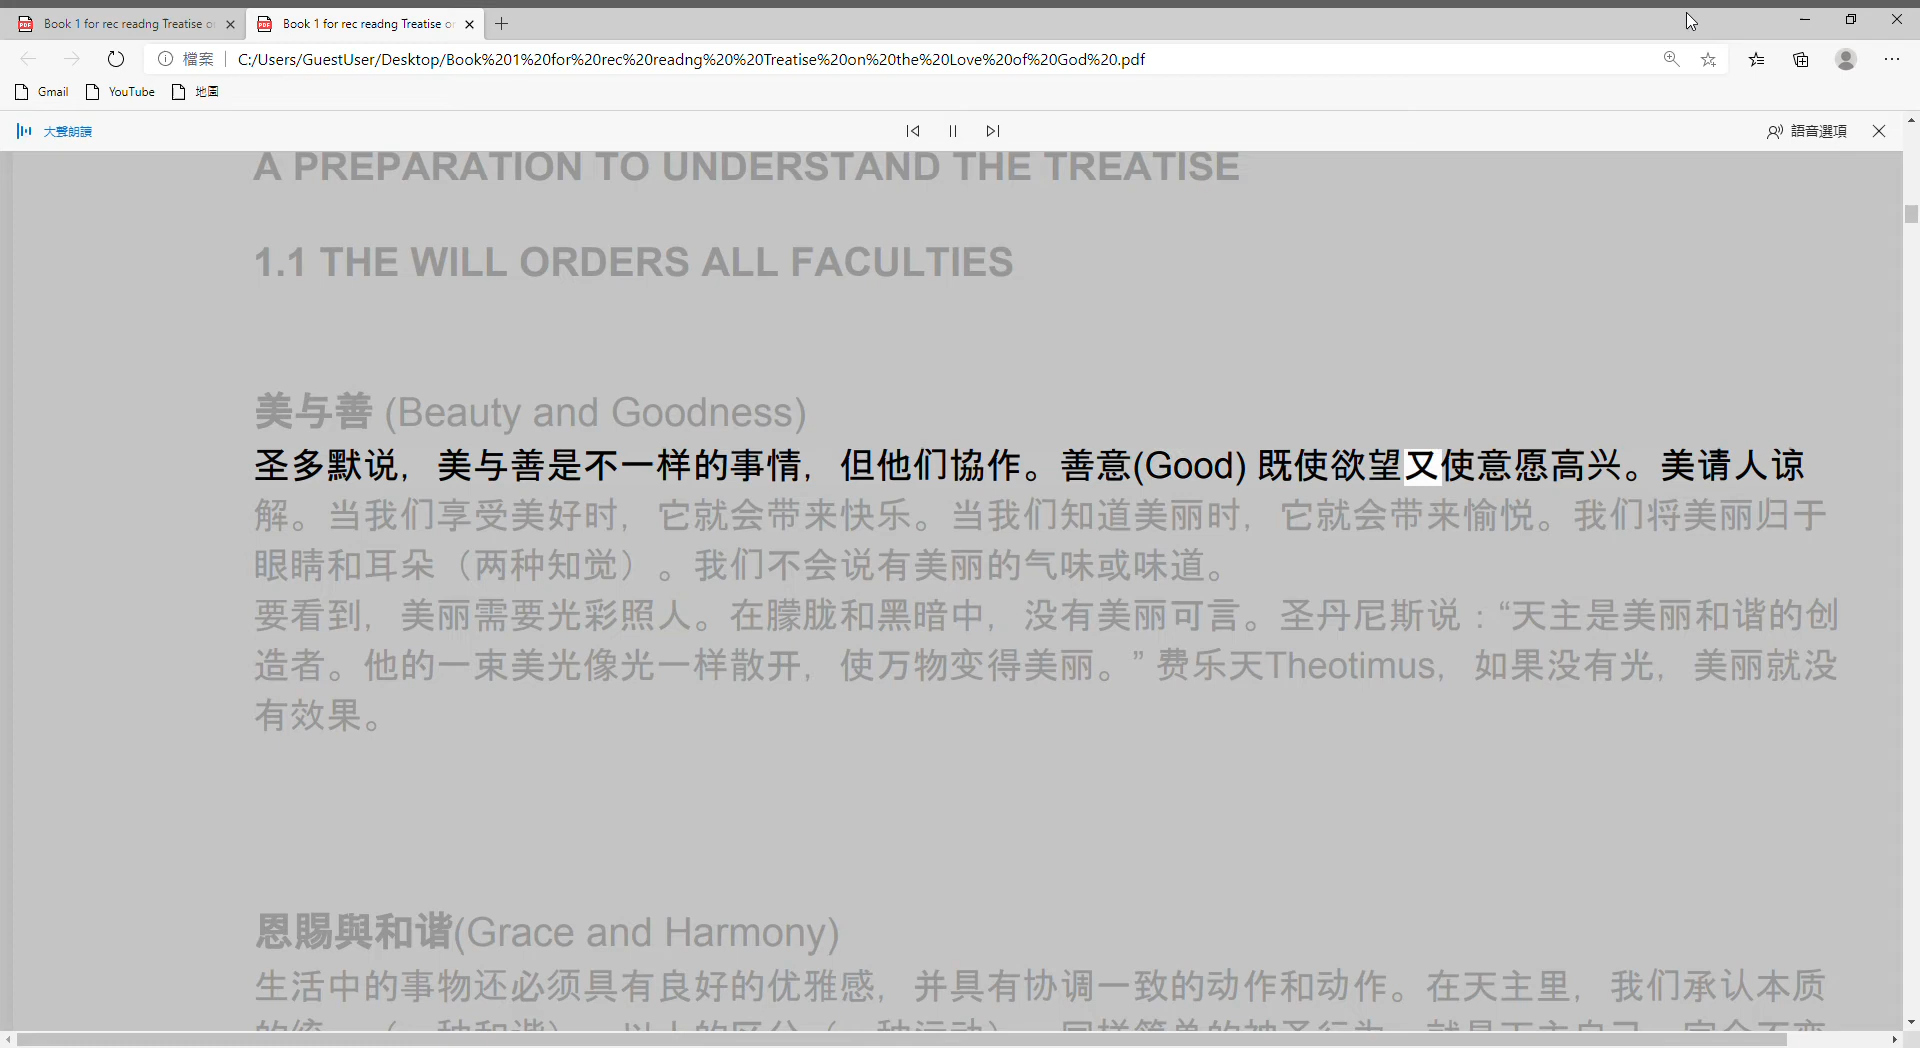 Book 1 for rec readng Treatise o
Book 1 for rec readng Treatise or
檔案
C:/Users/GuestUser/Desktop/Book%201%20for%20rec%20readng%20%20Treatise%20on%20the%20Love%20of%20God%20.pdf
Gmail
YouTube
地圖
大聲朗讀
語音選項
A PREPARATION TO UNDERSTAND THE TREATISE
1.1 THE WILL ORDERS ALL FACULTIES
美与善 (Beauty and Goodness)
圣多默说，美与善是不一样的事情，但他们協作。善意(Good) 既使欲望又使意愿高兴。美请人谅
解。当我们享受美好时，它就会带来快乐。当我们知道美丽时，它就会带来愉悦。我们将美丽归于
眼睛和耳朵（两种知觉）。我们不会说有美丽的气味或味道。
要看到，美丽需要光彩照人。在朦胧和黑暗中，没有美丽可言。圣丹尼斯说：“天主是美丽和谐的创
造者。他的一束美光像光一样散开，使万物变得美丽。” 费乐天Theotimus，如果没有光，美丽就没
有效果。
恩賜與和谐(Grace and Harmony)
生活中的事物还必须具有良好的优雅感，并具有协调一致的动作和动作。在天主里，我们承认本质